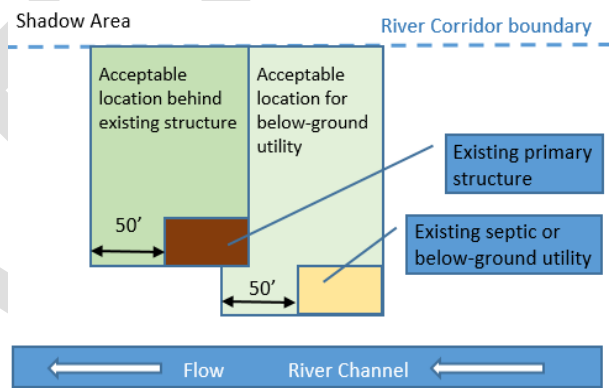 Shadow Area
River Corridor boundary
Acceptable
location behind
existing structure
Acceptable
location for
below-ground
utility
Existing primary
structure
50’
Existing septic or
below-ground utility
50’
Flow
River Channel